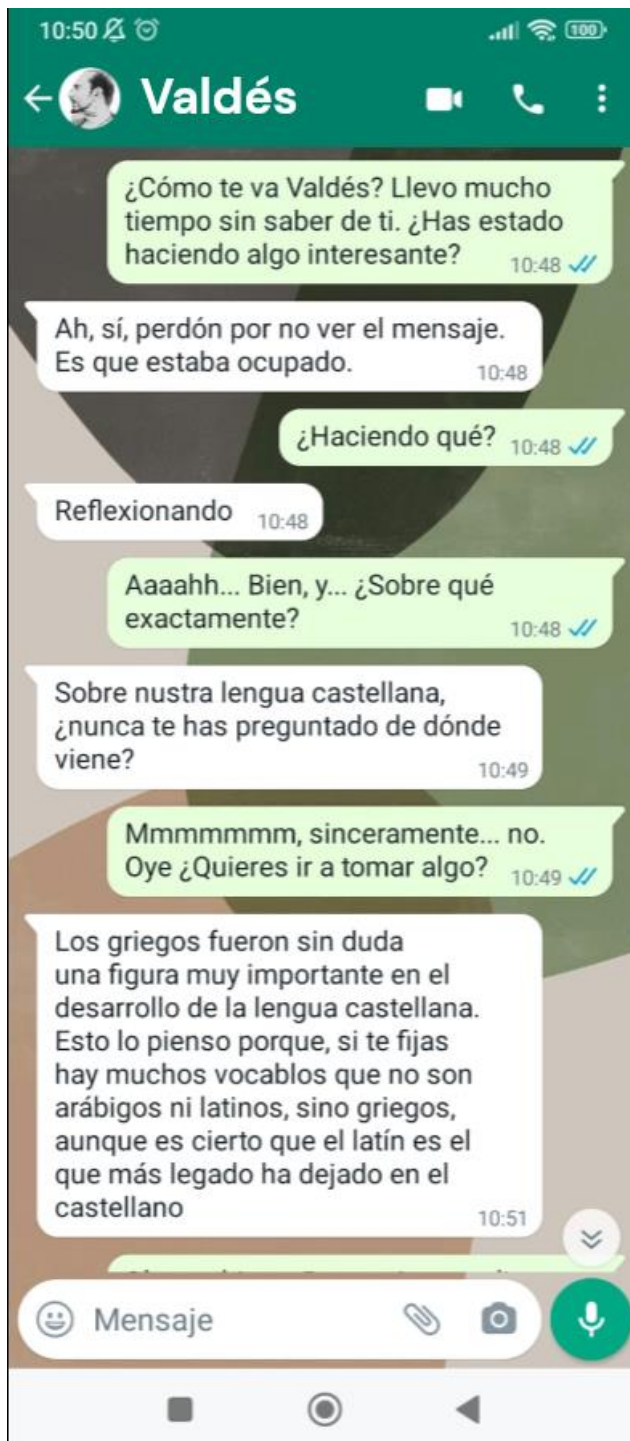 10:50
100
Valdés
¿Cómo te va Valdés? Llevo mucho
tiempo sin saber de ti. ¿Has estado
haciendo algo interesante? 10:48
Ah, sí, perdón por no ver el mensaje.
Es que estaba ocupado. 10:48
¿Haciendo qué? 10:48
Reflexionando 10:48
Aaaahh... Bien, y... ¿Sobre qué
exactamente? 10:48
Sobre nustra lengua castellana,
¿nunca te has preguntado de dónde
viene? 10:49
Mmmmmmm, sinceramente... no.
Oye ¿Quieres ir a tomar algo? 10:49
Los griegos fueron sin duda
una figura muy importante en el
desarrollo de la lengua castellana.
Esto lo pienso porque, si te fijas
hay muchos vocablos que no son
arábigos ni latinos, sino griegos,
aunque es cierto que el latín es el
que más legado ha dejado en el
castellano 10:51
Mensaje